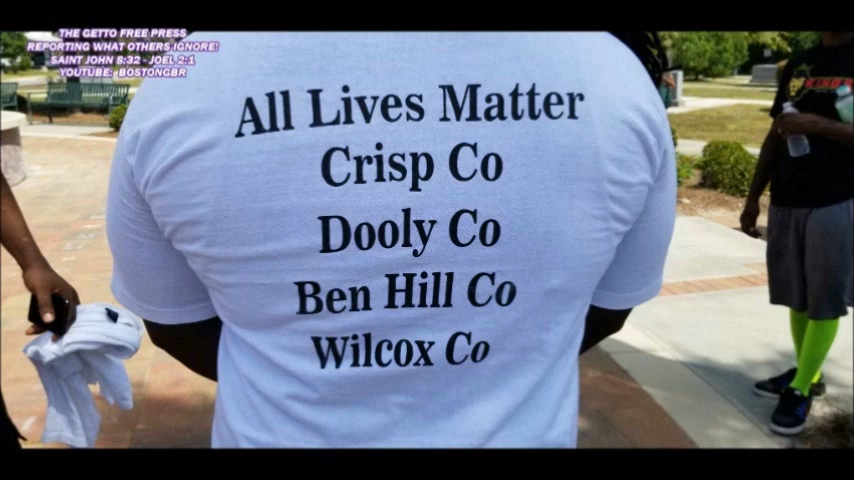 THE GETTO FREE PRESS
REPORTING WHAT OTHERS IGNORE!
SAINT JOHN 8:32 - JOEL 2:1
YOUTUBE: BOSTONGBR
All Lives Matter
Crisp Co
Dooly Co
Ben Hill Co
Wilcox Co